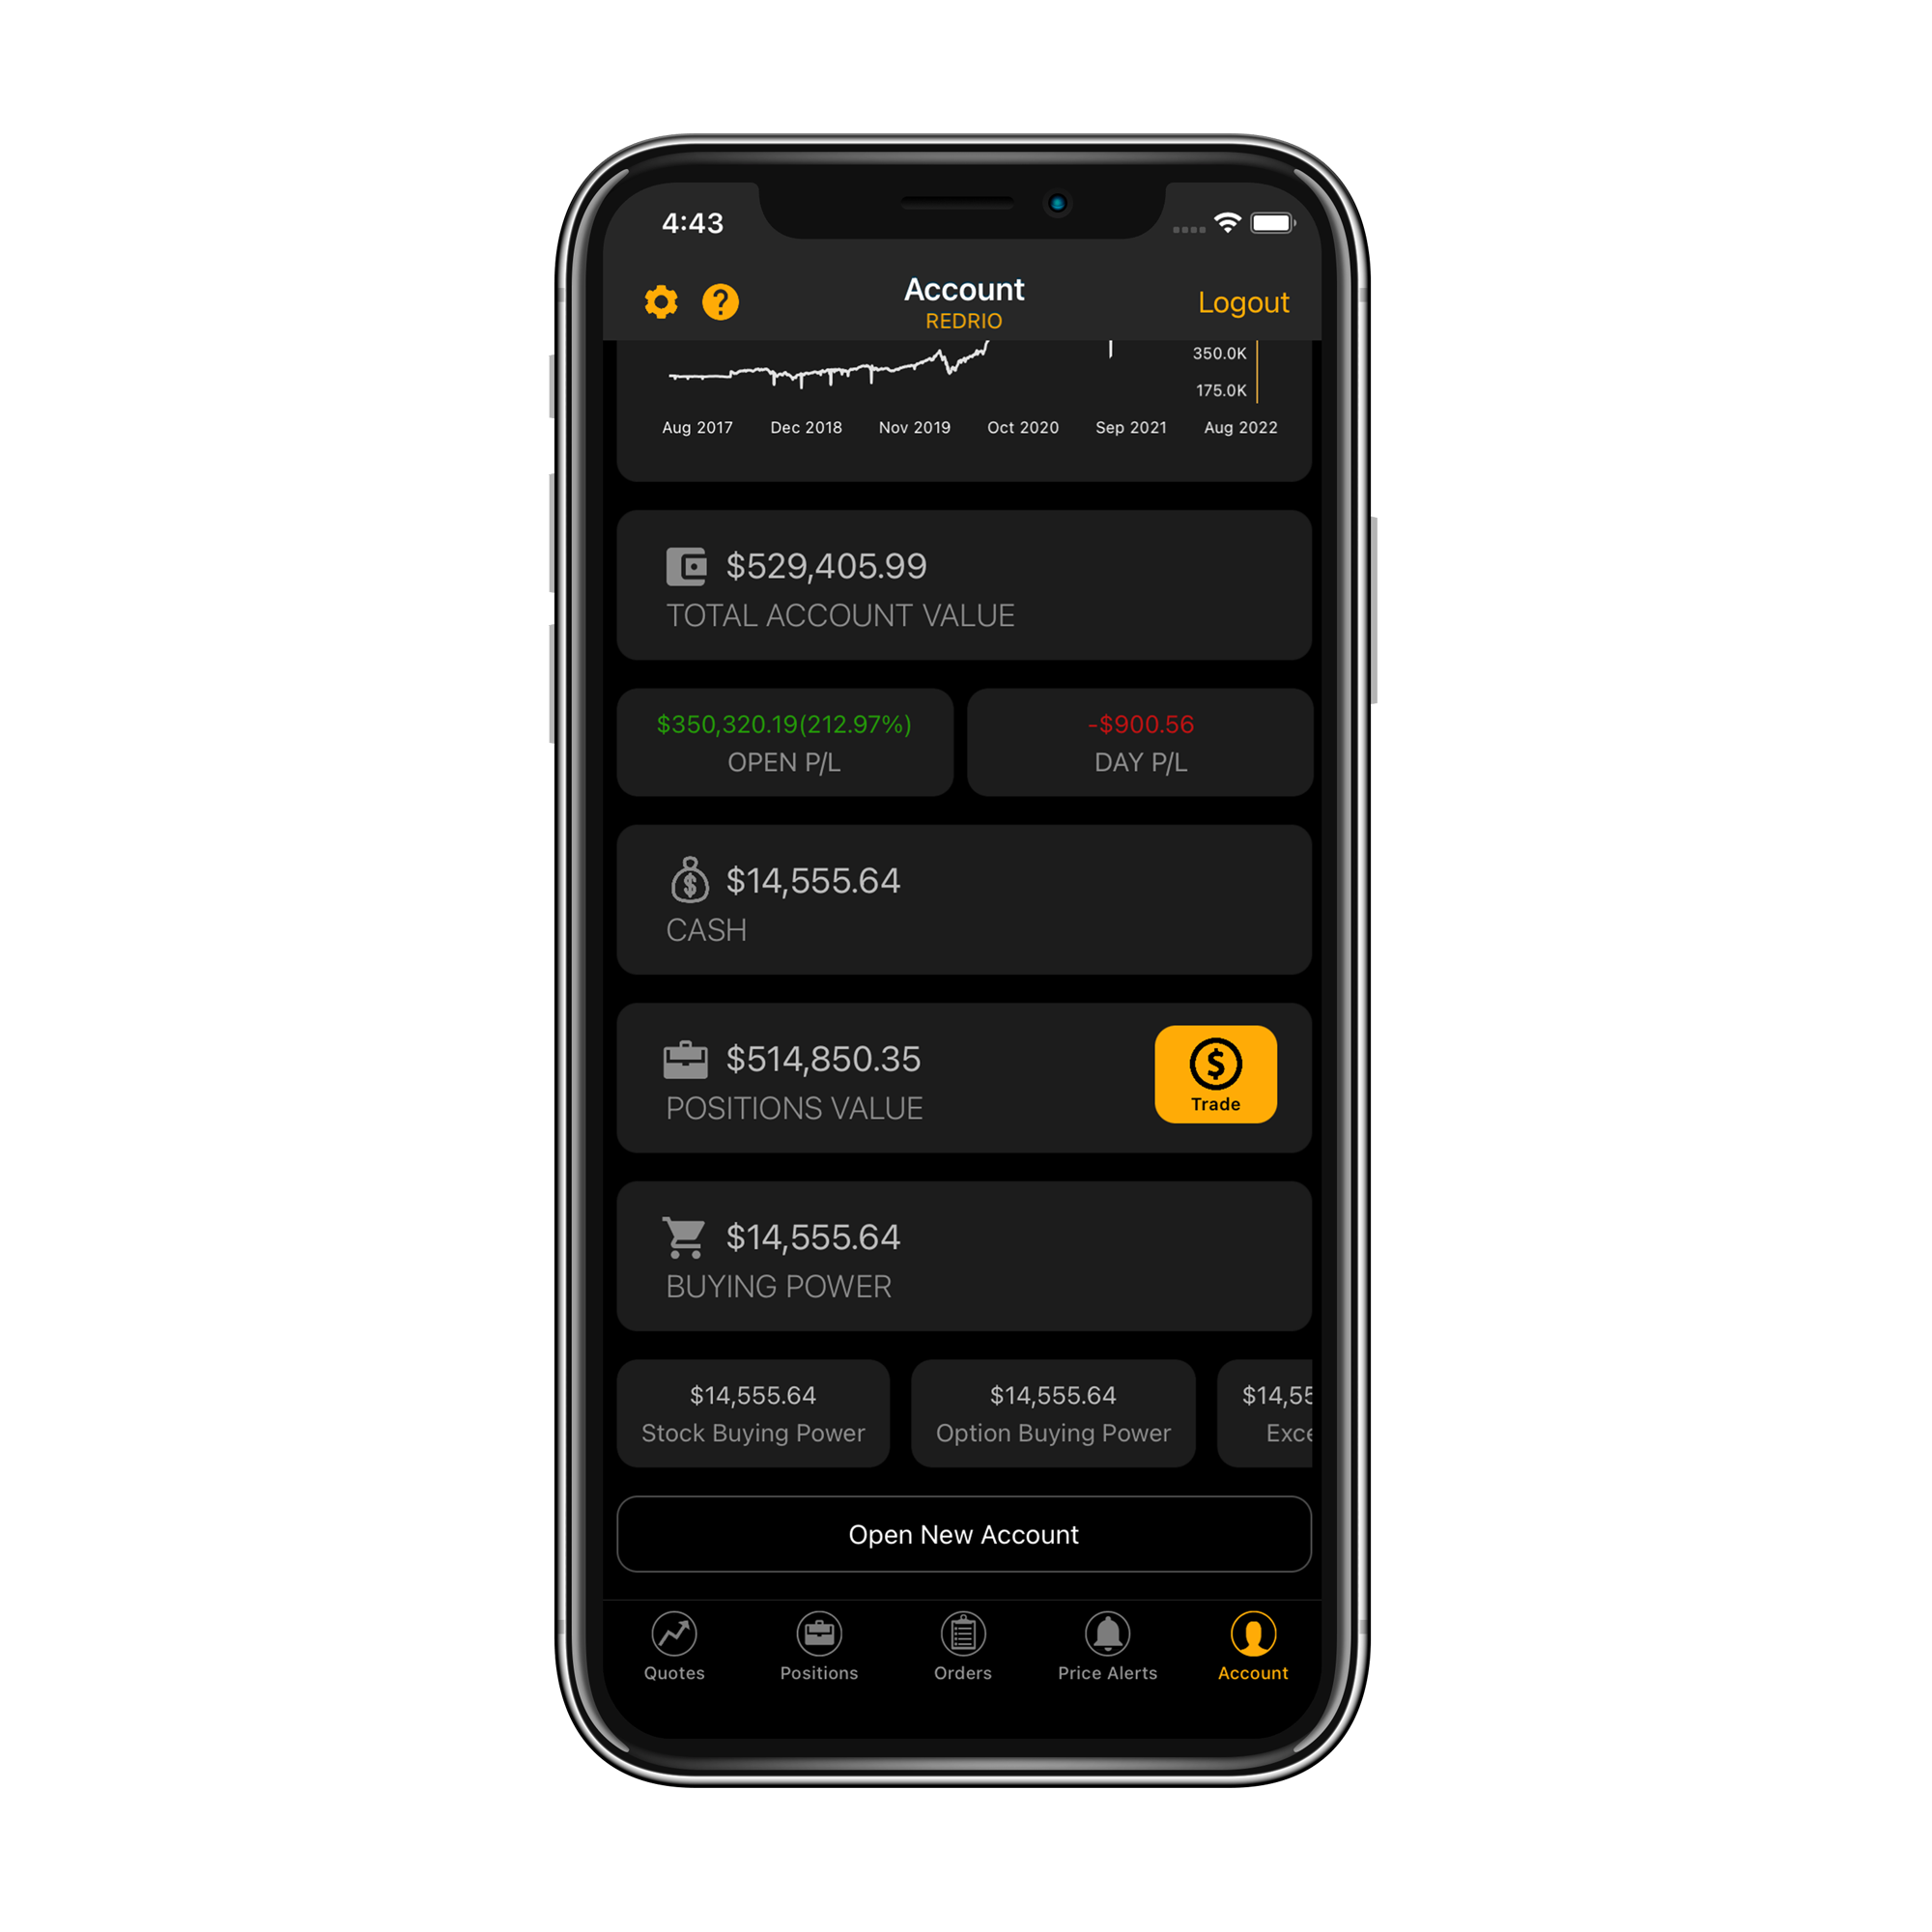 4:43
Account
REDRIO
Logout
350.0K
175.0K
Aug 2017 Dec 2018 Nov 2019 Oct 2020 Sep 2021 Aug 2022
$529,405.99
TOTAL ACCOUNT VALUE
$350,320.19(212.97%)
OPEN P/L
-$900.56
DAY P/L
$14,555.64
CASH
$514,850.35
POSITIONS VALUE
Trade
$14,555.64
BUYING POWER
$14,555.64
Stock Buying Power
$14,555.64
Option Buying Power
$14,55
Exce
Open New Account
Quotes Positions Orders Price Alerts Account